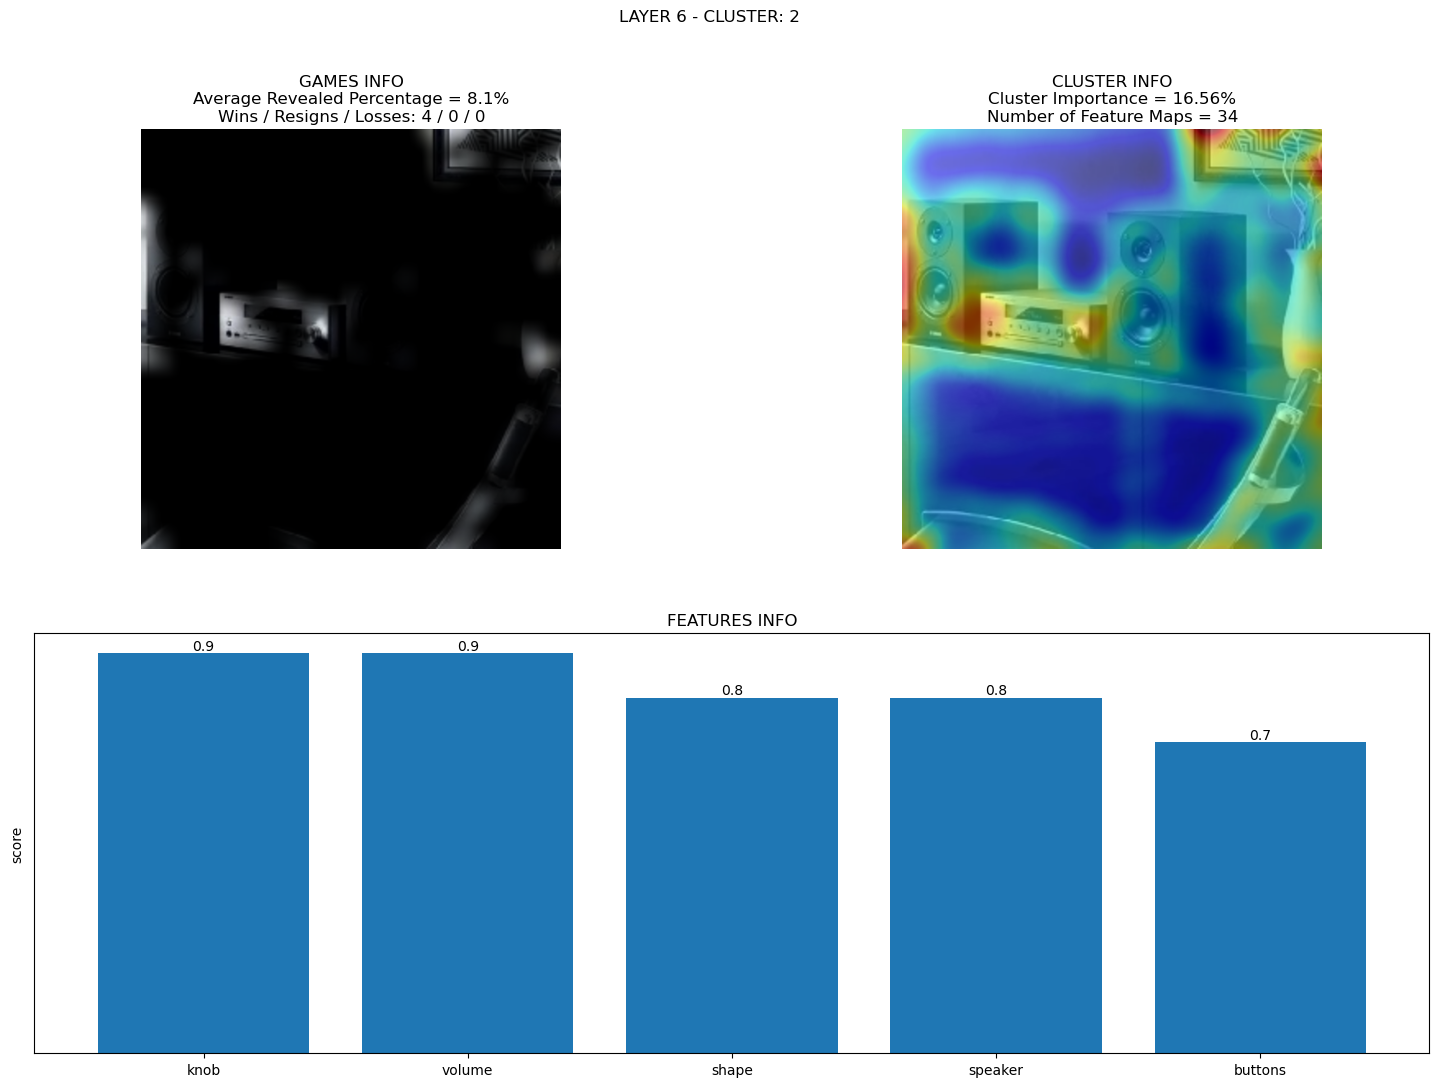 LAYER 6 - CLUSTER: 2
GAMES INFO
Average Revealed Percentage = 8.1%
Wins / Resigns / Losses: 4 / 0 / 0
CLUSTER INFO
Cluster Importance = 16.56%
Number of Feature Maps = 34
FEATURES INFO
score
0.9
0.9
0.8
0.8
0.7
knob
volume
shape
speaker
buttons